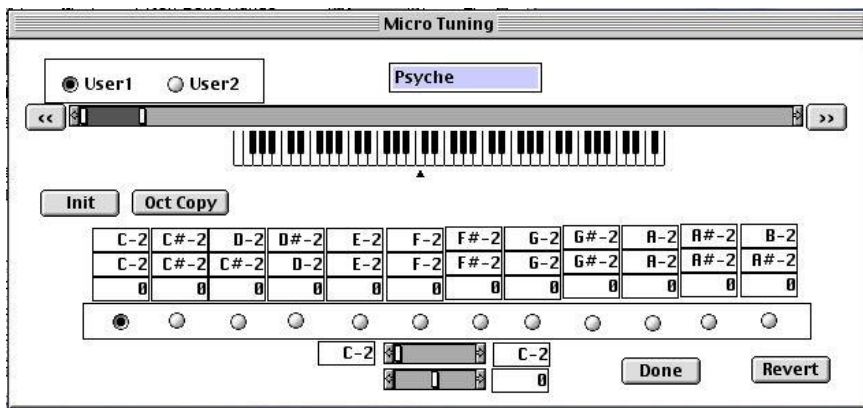 Micro Tuning
User1 User2 Psyche
<< >>
Init Oct Copy
C-2 C#-2 D-2 D#-2 E-2 F-2 F#-2 G-2 G#-2 A-2 A#-2 B-2
C-2 C#-2 C#-2 D-2 E-2 F-2 F#-2 G-2 G#-2 A-2 A#-2 A#-2
0 0 0 0 0 0 0 0 0 0 0 0
C-2 C-2
0
Done Revert